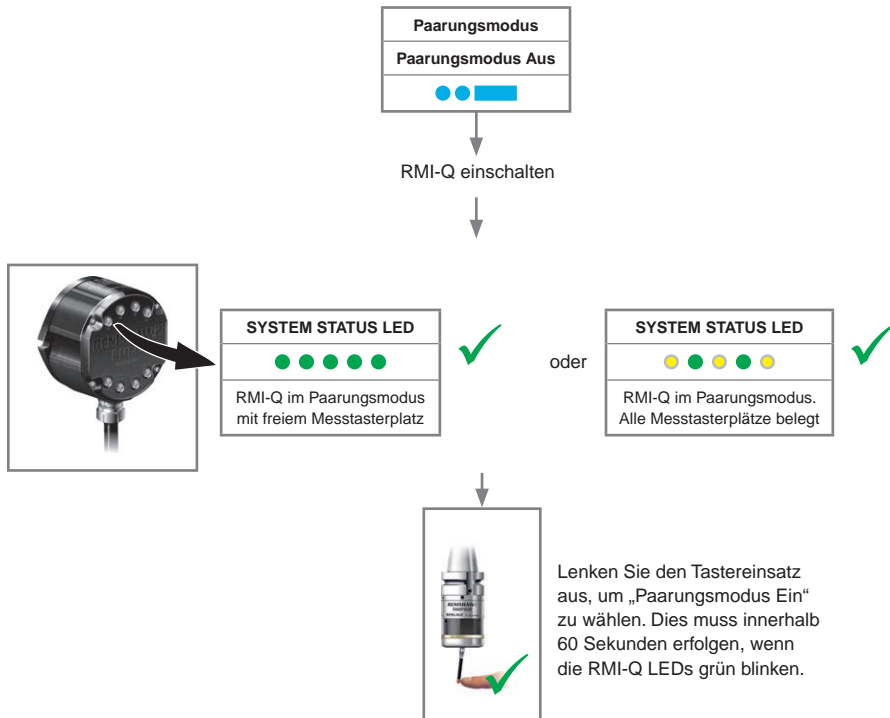 Paarungsmodus
Paarungsmodus Aus
RMI-Q einschalten
SYSTEM STATUS LED
RMI-Q im Paarungsmodus
mit freiem Messtasterplatz
oder
SYSTEM STATUS LED
RMI-Q im Paarungsmodus.
Alle Messtasterplätze belegt
RENISHAW
Lenken Sie den Tastereinsatz
aus, um „Paarungsmodus Ein“
zu wählen. Dies muss innerhalb
60 Sekunden erfolgen, wenn
die RMI-Q LEDs grün blinken.